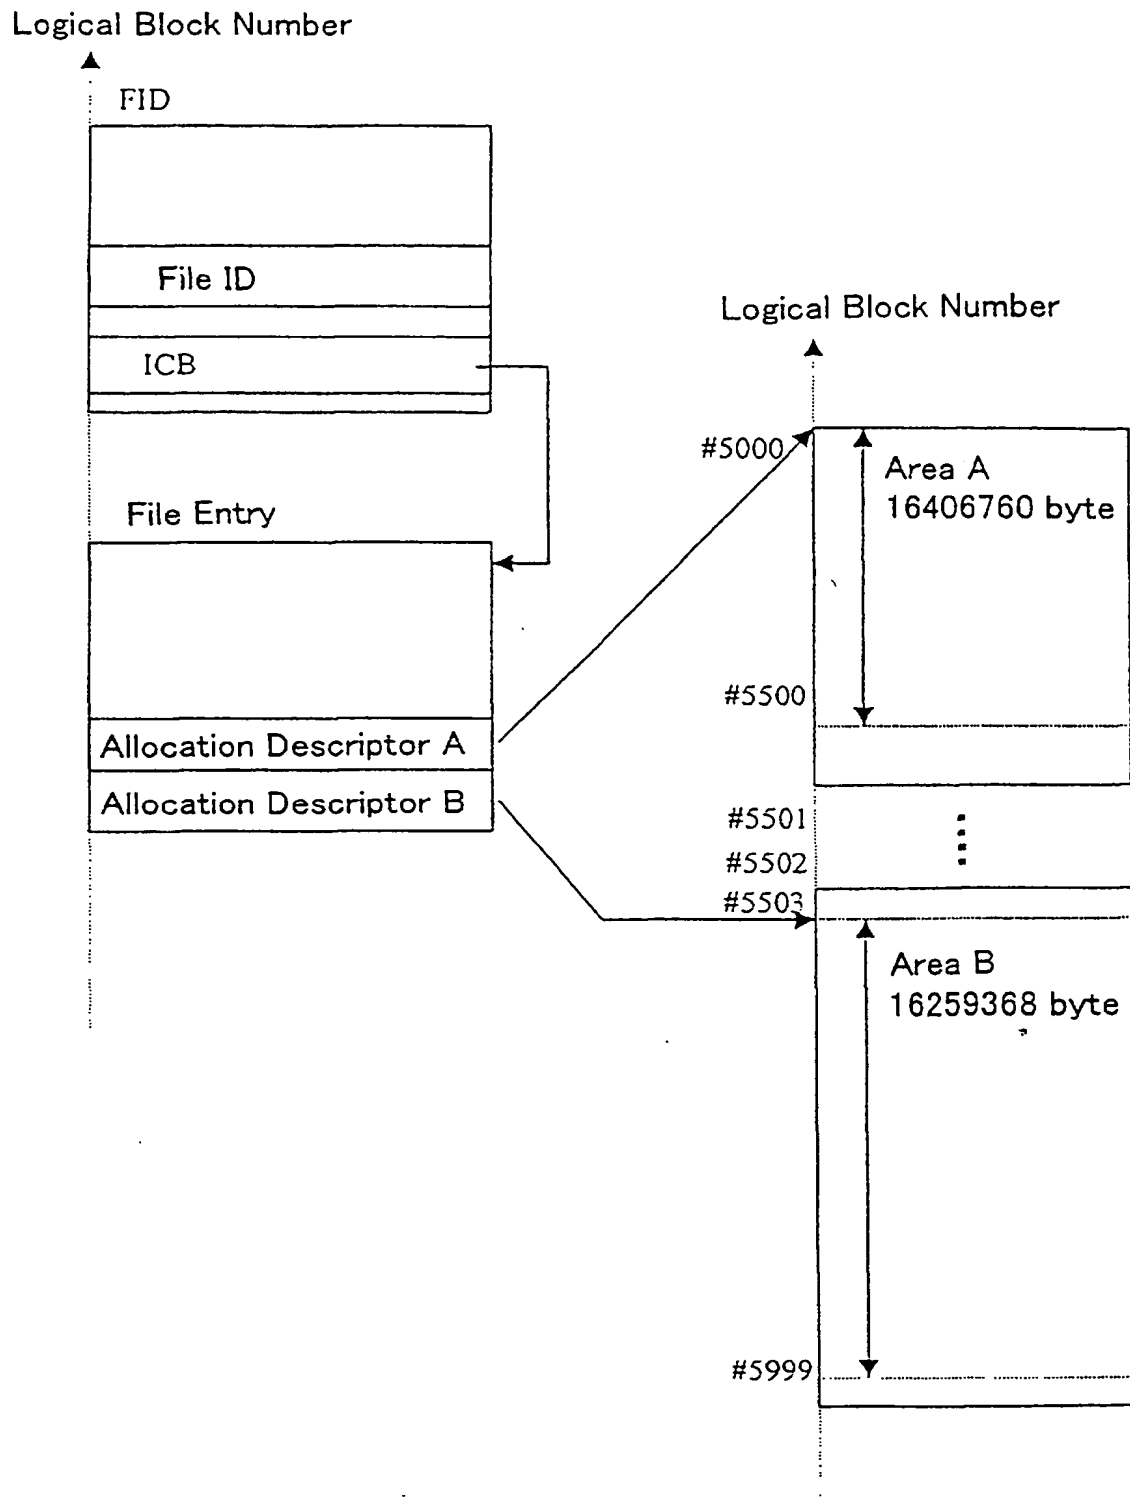 Logical Block Number
FID
File ID
ICB
File Entry
Allocation Descriptor A
Allocation Descriptor B
Logical Block Number
#5000
Area A
16406760 byte
#5500
#5501
#5502
#5503
Area B
16259368 byte
#5999